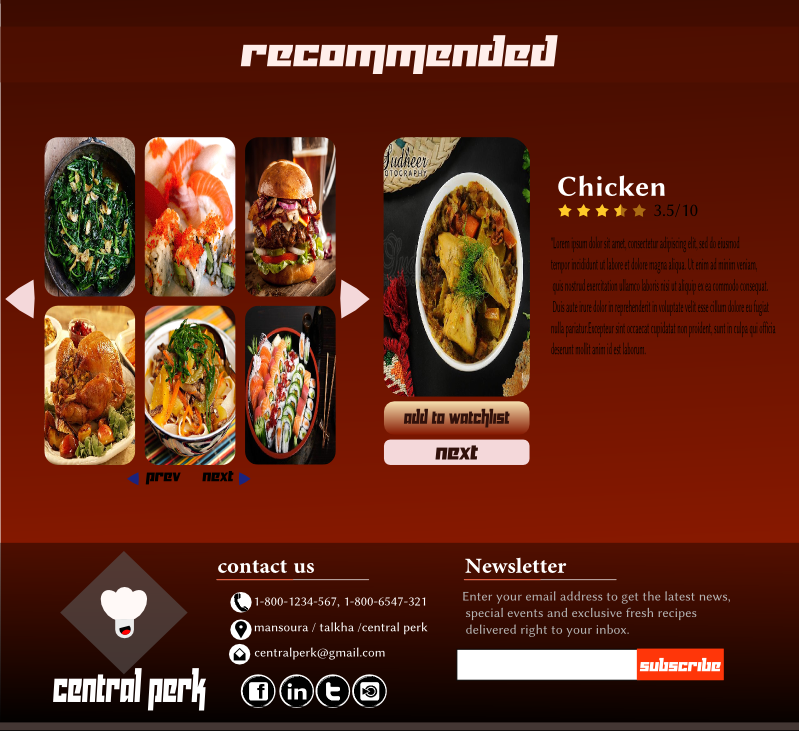 recommended
Sudheer
OTOGRAPHY
Chicken
3.5/10
"Lorem ipsum dolor sit amet, consectetur adipiscing elit, sed do eiusmod
tempor incididunt ut labore et dolore magna aliqua. Ut enim ad minim veniam,
quis nostrud exercitation ullamco laboris nisi ut aliquip ex ea commodo consequat.
Duis aute irure dolor in reprehenderit in voluptate velit esse cillum dolore eu fugiat
nulla pariatur.Excepteur sint occaecat cupidatat non proident, sunt in culpa qui officia
deserunt mollit anim id est laborum.
add to watchlist
next
prev next
contact us
1-800-1234-567, 1-800-6547-321
mansoura / talkha /central perk
centralperk@gmail.com
f in t
central perk
Newsletter
Enter your email address to get the latest news,
special events and exclusive fresh recipes
delivered right to your inbox.
subscribe